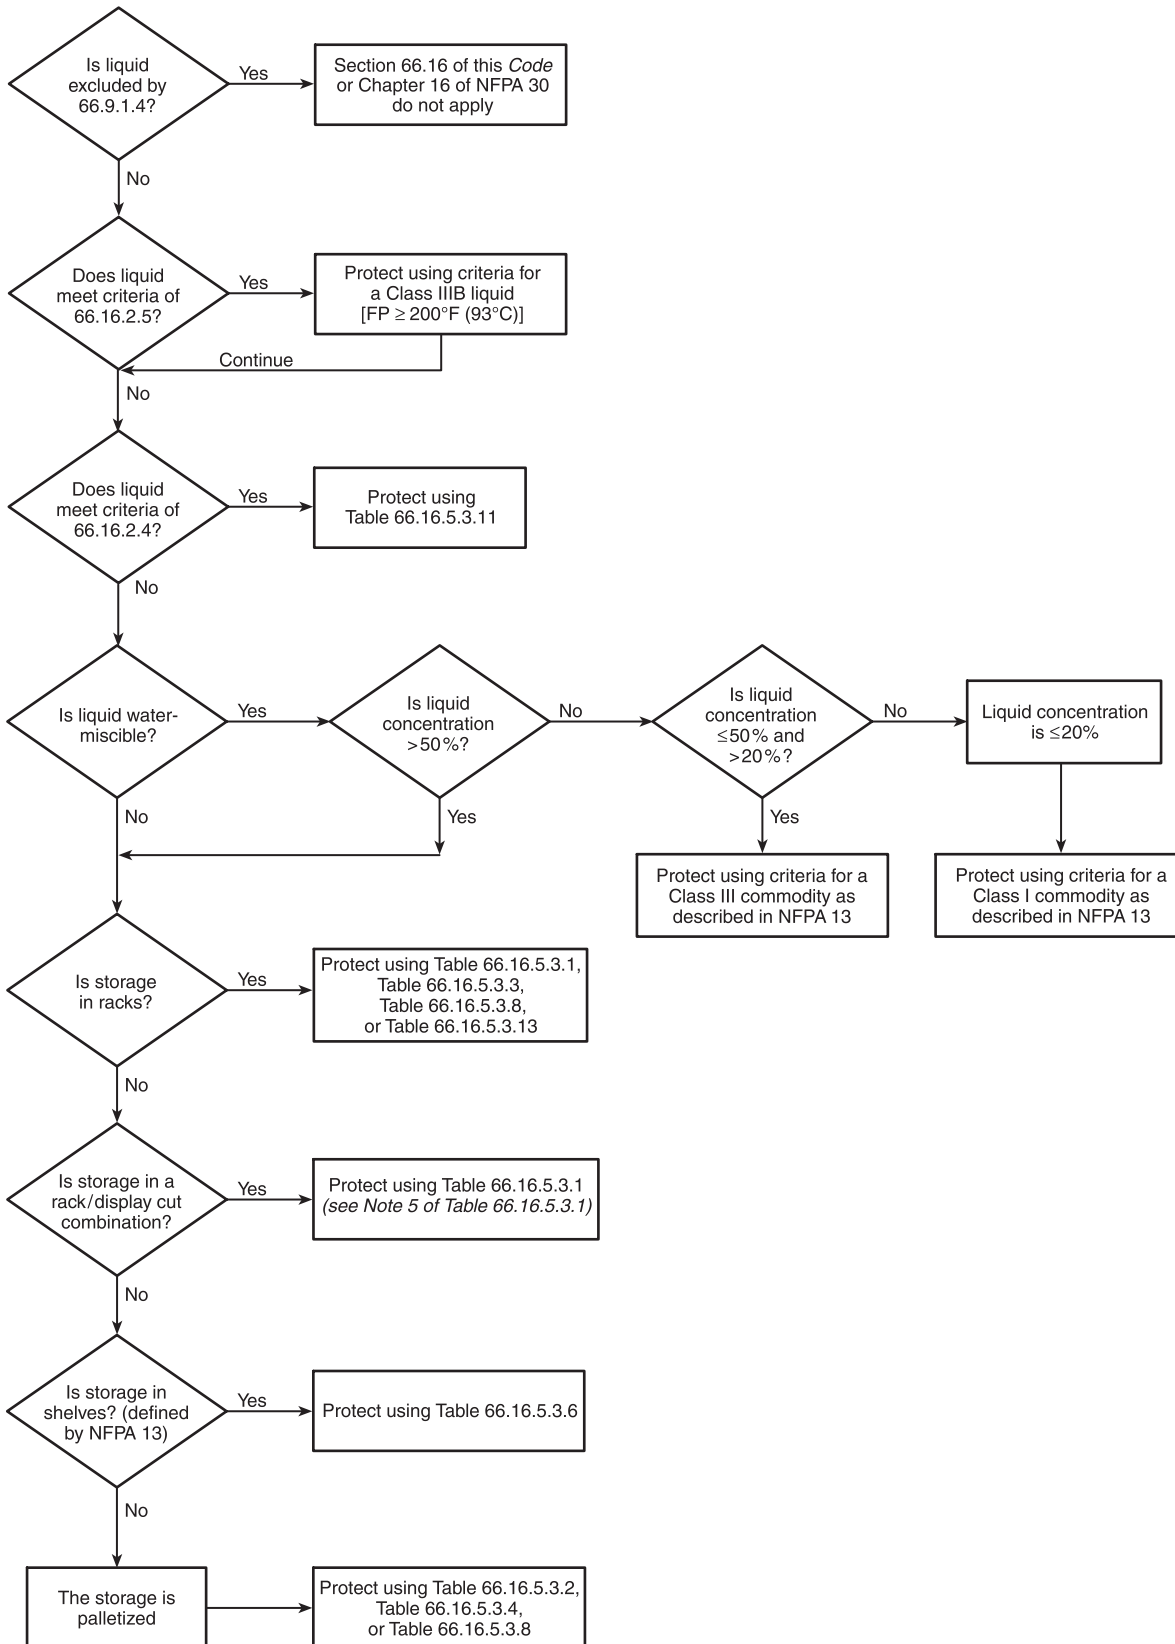 Is liquid
excluded by
66.9.1.4?
Yes
Section 66.16 of this Code
or Chapter 16 of NFPA 30
do not apply
No
Does liquid
meet criteria of
66.16.2.5?
Yes
Protect using criteria for
a Class IIIB liquid
[FP ≥ 200°F (93°C)]
Continue
No
Does liquid
meet criteria of
66.16.2.4?
Yes
Protect using
Table 66.16.5.3.11
No
Is liquid water-
miscible?
Yes
Is liquid
concentration
>50%?
No
Is liquid
concentration
≤50% and
>20%?
No
Liquid concentration
is ≤20%
No
Yes
Yes
Protect using criteria for a
Class III commodity as
described in NFPA 13
Protect using criteria for a
Class I commodity as
described in NFPA 13
Is storage
in racks?
Yes
Protect using Table 66.16.5.3.1,
Table 66.16.5.3.3,
Table 66.16.5.3.8,
or Table 66.16.5.3.13
No
Is storage in a
rack/display cut
combination?
Yes
Protect using Table 66.16.5.3.1
(see Note 5 of Table 66.16.5.3.1)
No
Is storage in
shelves? (defined
by NFPA 13)
Yes
Protect using Table 66.16.5.3.6
No
The storage is
palletized
Protect using Table 66.16.5.3.2,
Table 66.16.5.3.4,
or Table 66.16.5.3.8